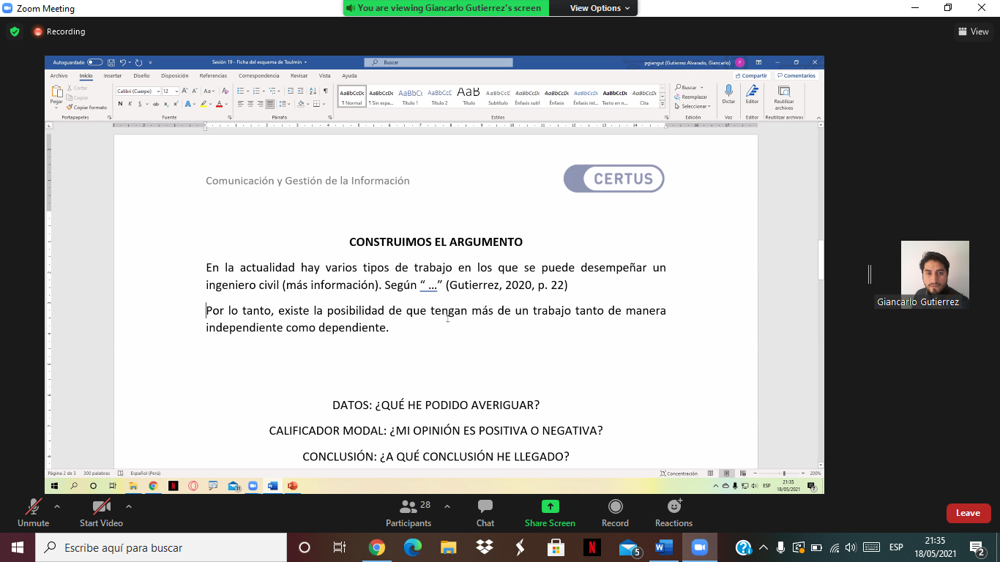 Zoom Meeting
You are viewing Giancarlo Gutierrez's screen
View Options
Recording
View
Autoguardado
Sesión 19 - Ficha del esquema de Toulmin
Buscar
pgiangut (Gutierrez Alvarado, Giancarlo)
P
Archivo Inicio Insertar Diseño Disposición Referencias Correspondencia Revisar Vista Ayuda
Compartir Comentarios
Pegar
Cortar
Copiar
Copiar formato
Portapapeles
Calibri (Cuerpo) 12
Fuente
Párrafo
AaBbCcDc AaBbCcDc AaBbCc AaBbCcD AaB AaBbCcD AaBbCcDc AaBbCcDc AaBbCcDc AaBbCcDc AaBbCcDc
¶ Normal ¶ Sin espa... Título 1 Título 2 Título Subtítulo Énfasis sutil Énfasis Énfasis int... Texto en n... Cita
Estilos
Buscar
Reemplazar
Seleccionar
Edición
Dictar
Voz
Editor
Editor
Reutilizar archivos
Reutilizar archivos
Comunicación y Gestión de la Información
CERTUS
CONSTRUIMOS EL ARGUMENTO
En la actualidad hay varios tipos de trabajo en los que se puede desempeñar un
ingeniero civil (más información). Según “ …” (Gutierrez, 2020, p. 22)
Por lo tanto, existe la posibilidad de que tengan más de un trabajo tanto de manera
independiente como dependiente.
DATOS: ¿QUÉ HE PODIDO AVERIGUAR?
CALIFICADOR MODAL: ¿MI OPINIÓN ES POSITIVA O NEGATIVA?
CONCLUSIÓN: ¿A QUÉ CONCLUSIÓN HE LLEGADO?
Giancarlo Gutierrez
Página 2 de 3 300 palabras Español (Perú)
Concentración
200%
ESP
21:35
18/05/2021
Unmute
Start Video
Participants
28
Chat
Share Screen
Record
Reactions
Leave
Escribe aquí para buscar
5
ESP
21:35
18/05/2021
2